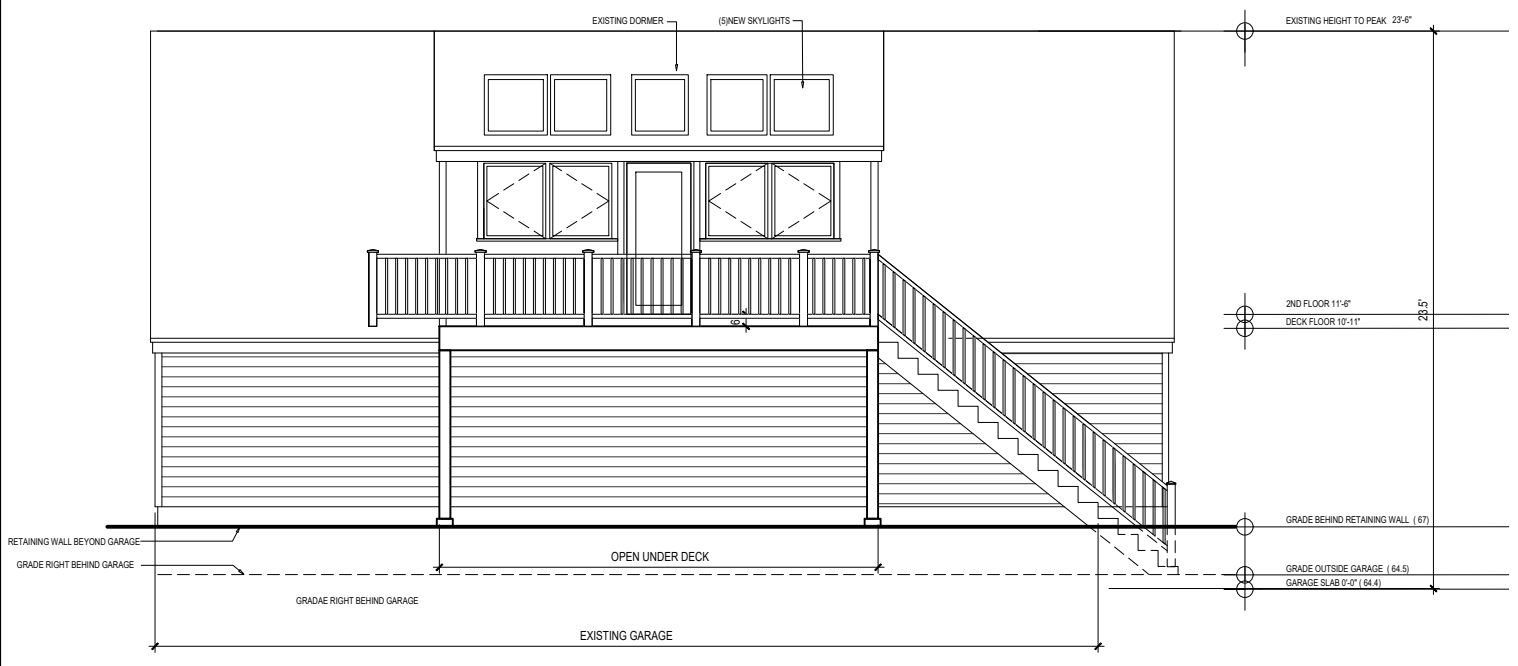 EXISTING DORMER
(5)NEW SKYLIGHTS
EXISTING HEIGHT TO PEAK 23'-6"
2ND FLOOR 11'-6"
23.5'
DECK FLOOR 10'-11"
6"
GRADE BEHIND RETAINING WALL ( 67)
RETAINING WALL BEYOND GARAGE
OPEN UNDER DECK
GRADE RIGHT BEHIND GARAGE
GRADE OUTSIDE GARAGE ( 64.5)
GARAGE SLAB 0'-0" ( 64.4)
GRADAE RIGHT BEHIND GARAGE
EXISTING GARAGE